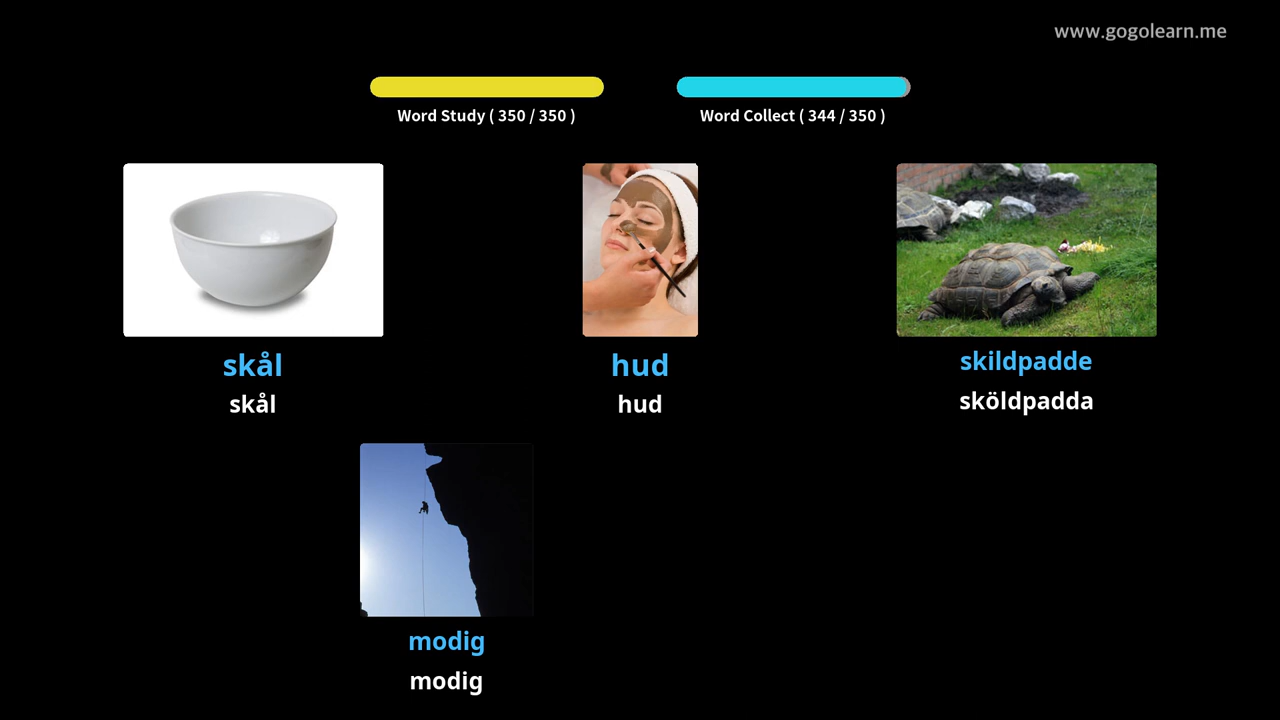 www.gogolearn.me
Word Study ( 350 / 350 )
Word Collect ( 344 / 350 )
skål
skål
hud
hud
skildpadde
sköldpadda
modig
modig